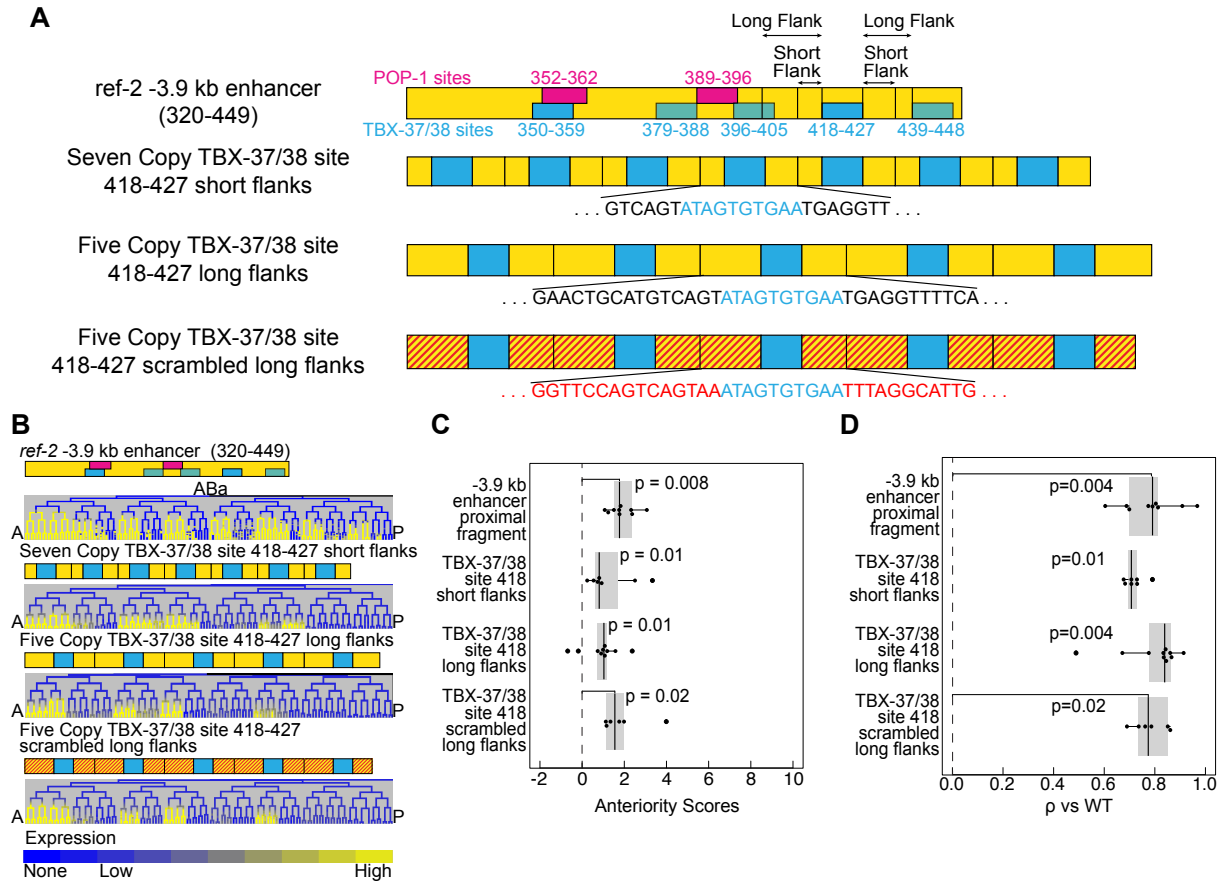 A
Long Flank
Long Flank
Short Flank
Short Flank
ref-2 -3.9 kb enhancer
(320-449)
POP-1 sites
352-362
389-396
TBX-37/38 sites
350-359
379-388
396-405
418-427
439-448
Seven Copy TBX-37/38 site
418-427 short flanks
. . . GTCAGTATAGTGTGAATGAGGTT . . .
Five Copy TBX-37/38 site
418-427 long flanks
. . . GAACTGCATGTCAGTATAGTGTGAATGAGGTTTTCA . . .
Five Copy TBX-37/38 site
418-427 scrambled long flanks
. . . GGTTCCAGTCAGTAAATAGTGTGAATTTAGGCATTG . . .
B
ref-2 -3.9 kb enhancer (320-449)
ABa
A
P
Seven Copy TBX-37/38 site 418-427 short flanks
A
P
Five Copy TBX-37/38 site 418-427 long flanks
A
P
Five Copy TBX-37/38 site 418-427
scrambled long flanks
A
P
Expression
None
Low
High
C
-3.9 kb
enhancer
proximal
fragment
p = 0.008
TBX-37/38
site 418
short flanks
p = 0.01
TBX-37/38
site 418
long flanks
p = 0.01
TBX-37/38
site 418
scrambled
long flanks
p = 0.02
-2 0 2 4 6 8 10
Anteriority Scores
D
-3.9 kb
enhancer
proximal
fragment
p=0.004
TBX-37/38
site 418
short flanks
p=0.01
TBX-37/38
site 418
long flanks
p=0.004
TBX-37/38
site 418
scrambled
long flanks
p=0.02
0.0 0.2 0.4 0.6 0.8 1.0
ρ vs WT